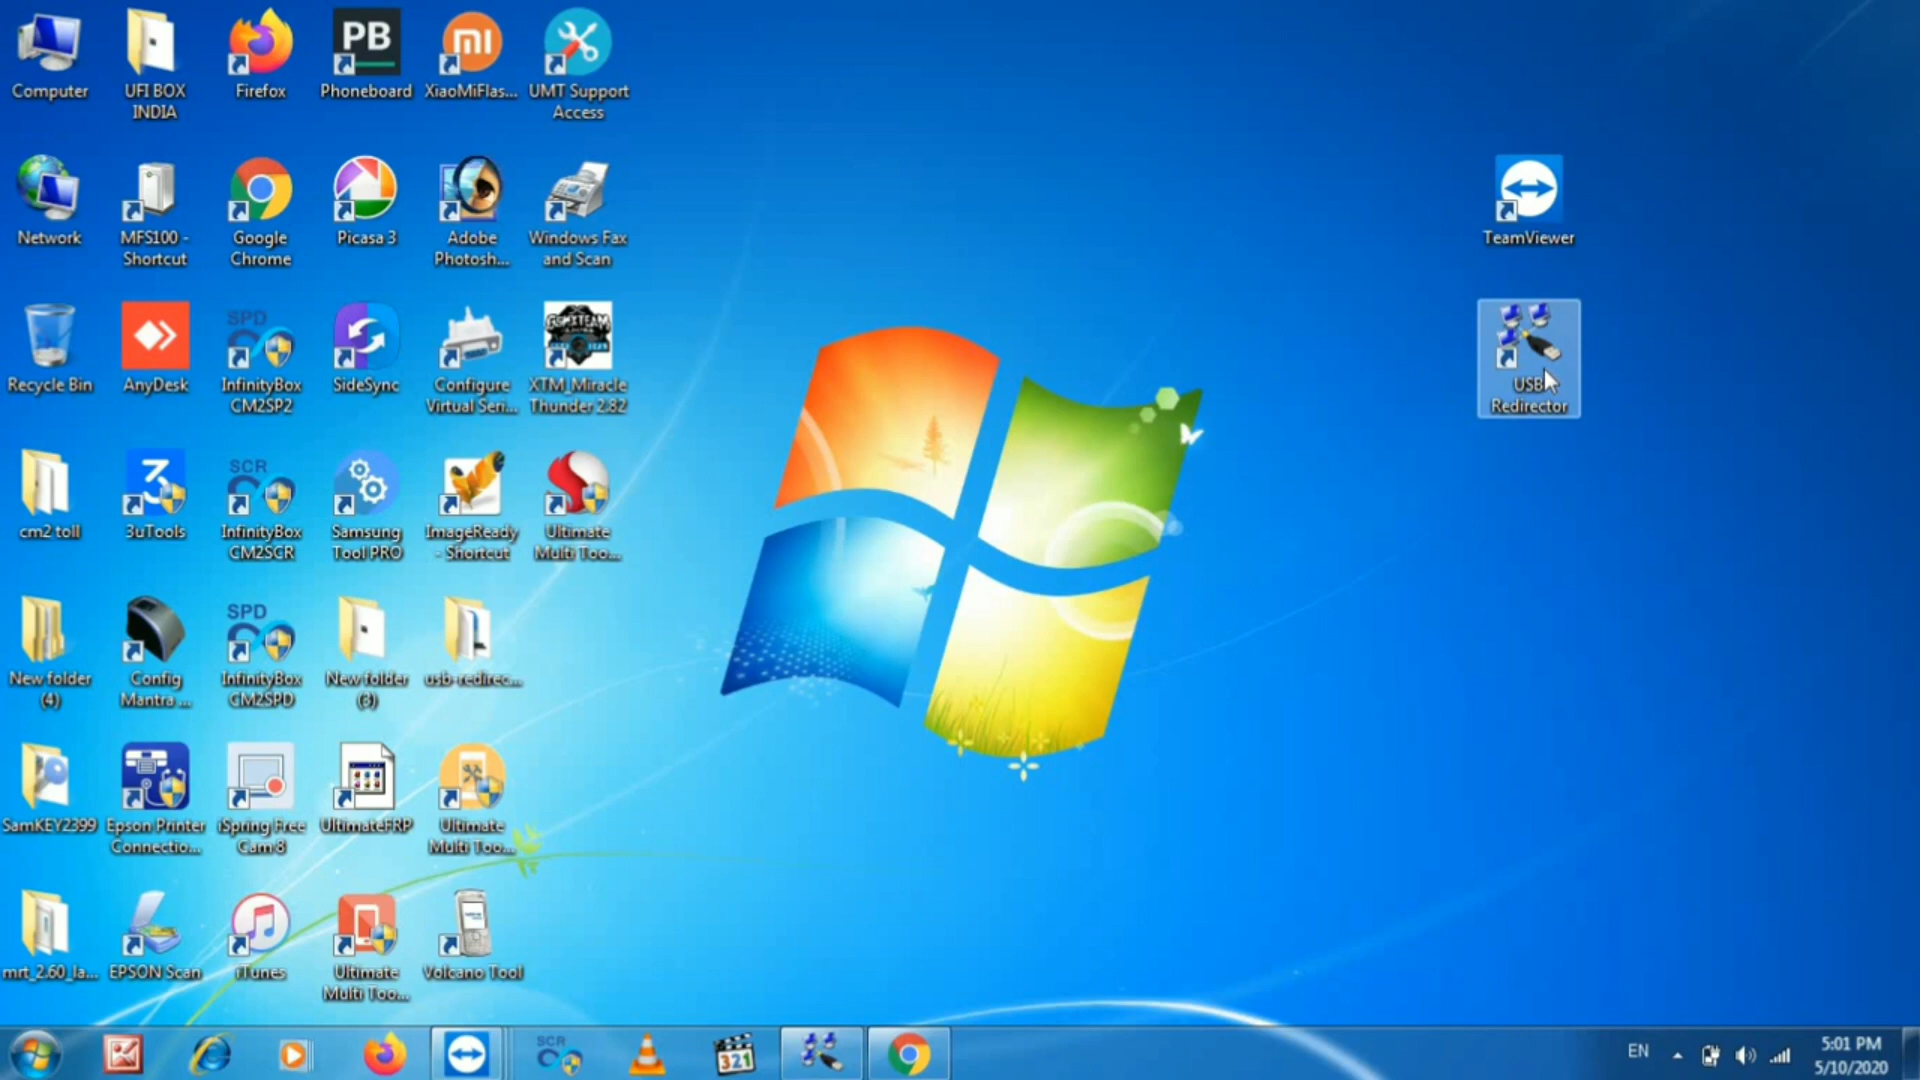 Computer
UFI BOX
INDIA
Firefox
PB
Phoneboard
XiaoMiFlas...
UMT Support
Access
Network
MFS100 -
Shortcut
Google
Chrome
Picasa 3
Adobe
Photosh...
Windows Fax
and Scan
TeamViewer
Recycle Bin
AnyDesk
SPD
InfinityBox
CM2SP2
SideSync
Configure
Virtual Seri...
XTM_Miracle
Thunder 2.82
USB
Redirector
cm2 toll
3uTools
SCR
InfinityBox
CM2SCR
Samsung
Tool PRO
ImageReady
- Shortcut
Ultimate
Multi Too...
New folder
(4)
Config
Mantra ...
SPD
InfinityBox
CM2SPD
New folder
(3)
usb-redirec...
SamKEY2399
Epson Printer
Connectio...
iSpring Free
Cam 8
UltimateFRP
Ultimate
Multi Too...
mrt_2.60_la...
EPSON Scan
iTunes
Ultimate
Multi Too...
Volcano Tool
SCR
321
EN
5:01 PM
5/10/2020